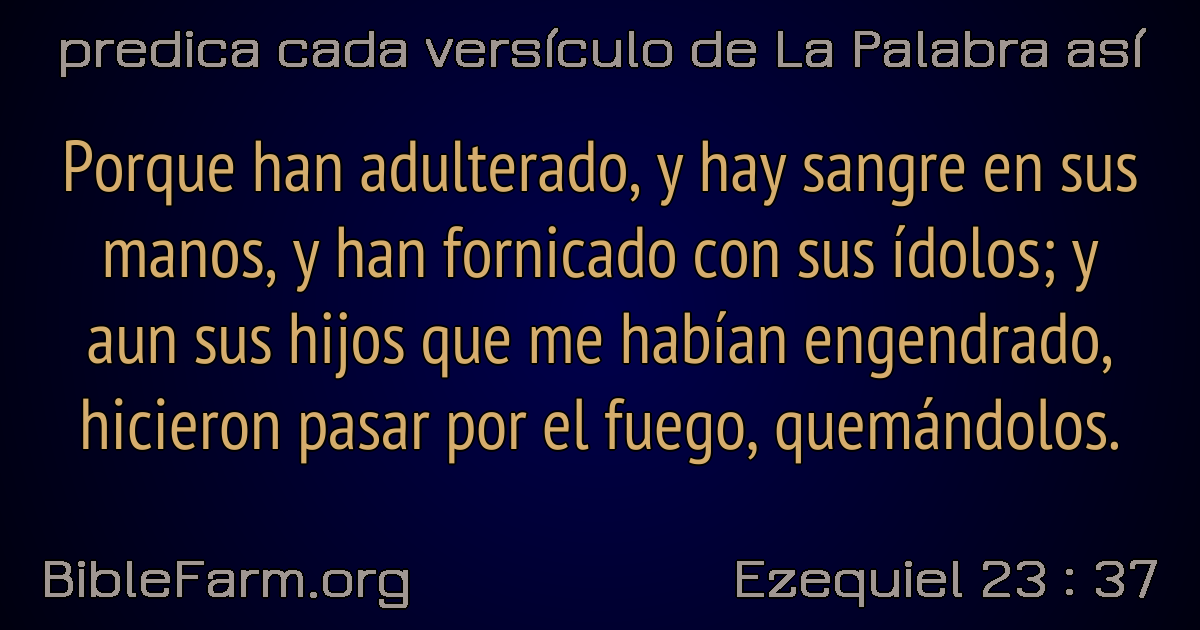 predica cada versículo de La Palabra así
Porque han adulterado, y hay sangre en sus
manos, y han fornicado con sus ídolos; y
aun sus hijos que me habían engendrado,
hicieron pasar por el fuego, quemándolos.
BibleFarm.org
Ezequiel 23 : 37